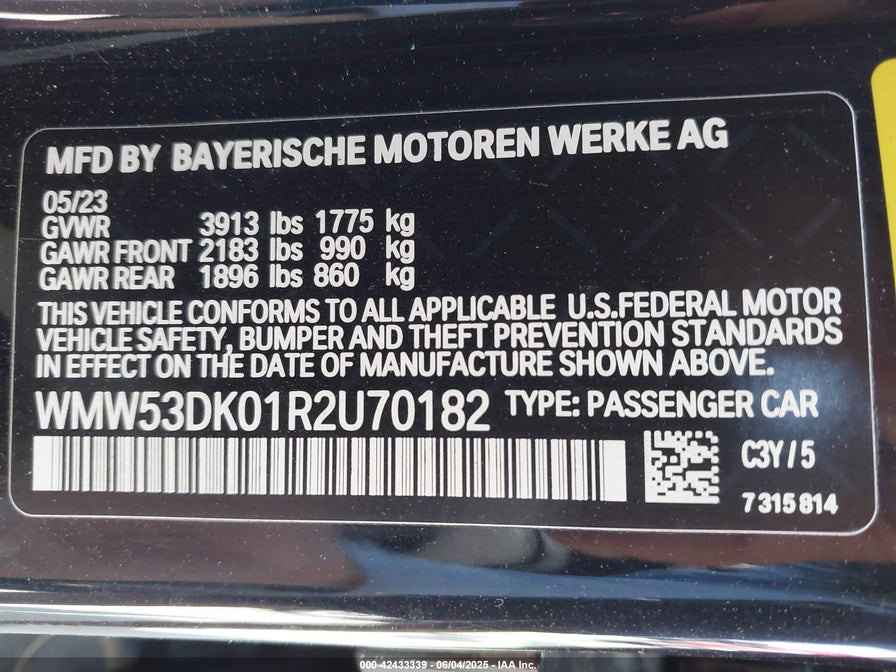 MFD BY BAYERISCHE MOTOREN WERKE AG
05/23
GVWR 3913 lbs 1775 kg
GAWR FRONT 2183 lbs 990 kg
GAWR REAR 1896 lbs 860 kg
THIS VEHICLE CONFORMS TO ALL APPLICABLE U.S.FEDERAL MOTOR
VEHICLE SAFETY, BUMPER AND THEFT PREVENTION STANDARDS
IN EFFECT ON THE DATE OF MANUFACTURE SHOWN ABOVE.
WMW53DK01R2U70182 TYPE: PASSENGER CAR
C3Y / 5
7315814
000-42433339 - 06/04/2025 - IAA Inc.